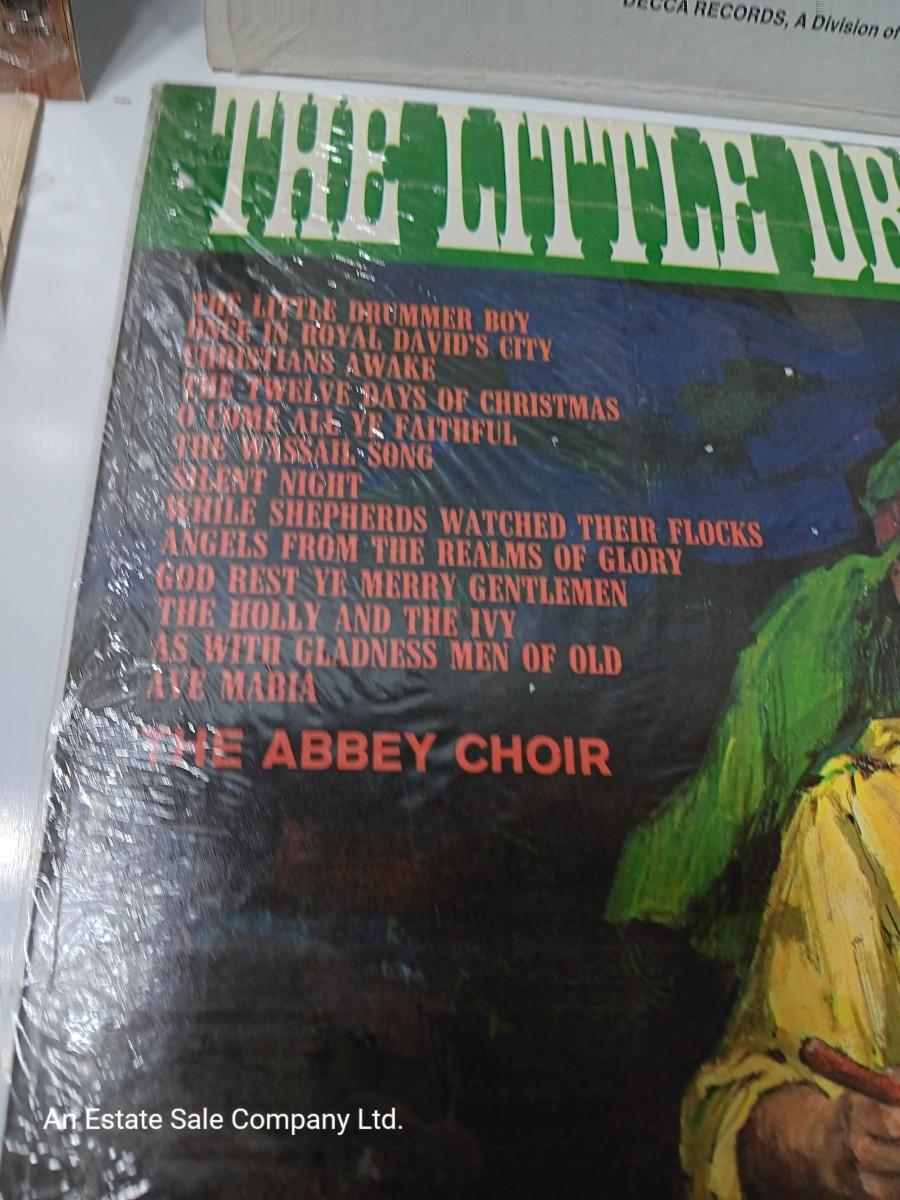 DECCA RECORDS, A Division of
THE LITTLE DR
THE LITTLE DRUMMER BOY
ONCE IN ROYAL DAVID'S CITY
CHRISTIANS AWAKE
THE TWELVE DAYS OF CHRISTMAS
O COME ALL YE FAITHFUL
THE WASSAIL SONG
SILENT NIGHT
WHILE SHEPHERDS WATCHED THEIR FLOCKS
ANGELS FROM THE REALMS OF GLORY
GOD REST YE MERRY GENTLEMEN
THE HOLLY AND THE IVY
AS WITH GLADNESS MEN OF OLD
AVE MARIA
THE ABBEY CHOIR
An Estate Sale Company Ltd.